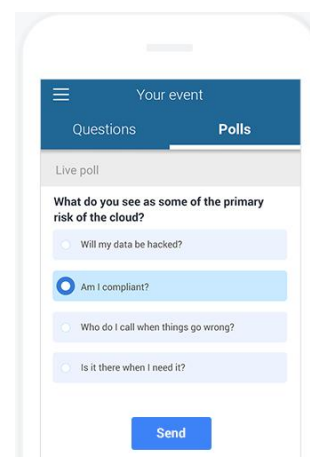 Your event
Questions Polls
Live poll
What do you see as some of the primary
risk of the cloud?
Will my data be hacked?
Am I compliant?
Who do I call when things go wrong?
Is it there when I need it?
Send